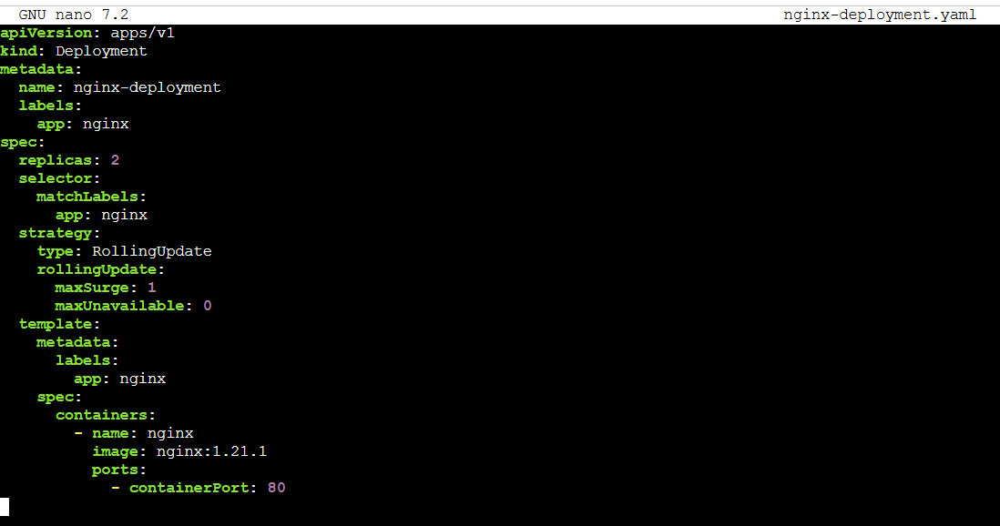 GNU nano 7.2 nginx-deployment.yaml
apiVersion: apps/v1
kind: Deployment
metadata:
  name: nginx-deployment
  labels:
    app: nginx
spec:
  replicas: 2
  selector:
    matchLabels:
      app: nginx
  strategy:
    type: RollingUpdate
    rollingUpdate:
      maxSurge: 1
      maxUnavailable: 0
  template:
    metadata:
      labels:
        app: nginx
    spec:
      containers:
        - name: nginx
          image: nginx:1.21.1
          ports:
            - containerPort: 80